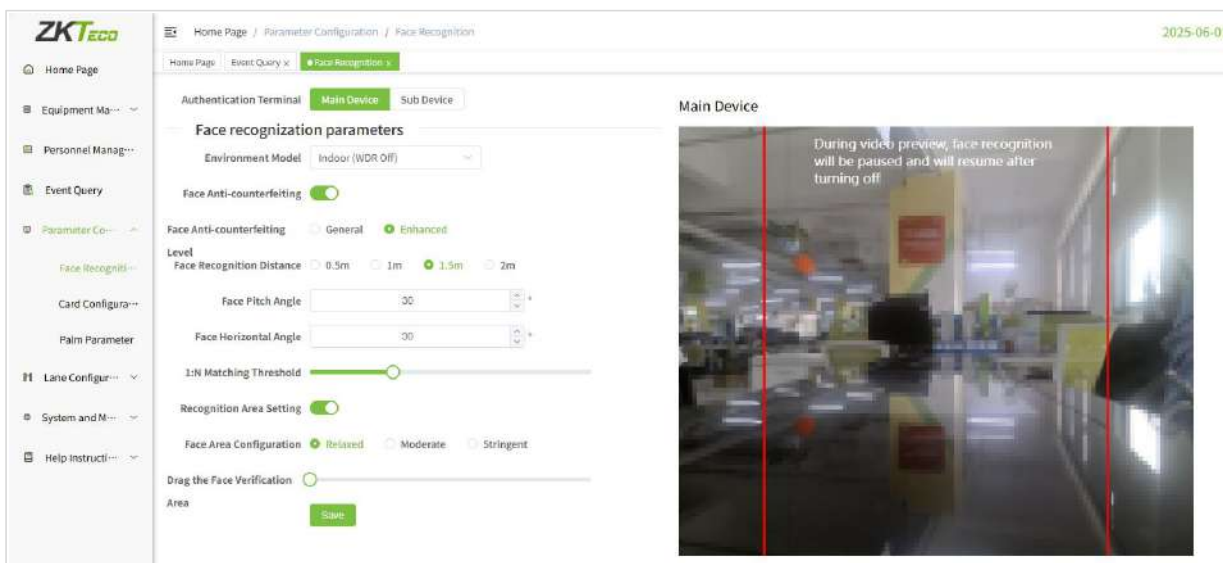 ZKTECO
Home Page / Parameter Configuration / Face Recognition
2025-06-0
Home Page
Event Query x
Face Recognition x
Home Page
Equipment Ma···
Personnel Manag···
Event Query
Parameter Co···
Face Recogniti···
Card Configura···
Palm Parameter
Lane Configur···
System and M···
Help Instructi···
Authentication Terminal Main Device Sub Device
Face recognization parameters
Environment Model Indoor (WDR Off)
Face Anti-counterfeiting
Face Anti-counterfeiting Level General Enhanced
Face Recognition Distance 0.5m 1m 1.5m 2m
Face Pitch Angle 30 °
Face Horizontal Angle 30 °
1:N Matching Threshold
Recognition Area Setting
Face Area Configuration Relaxed Moderate Stringent
Drag the Face Verification Area
Save
Main Device
During video preview, face recognition
will be paused and will resume after
turning off